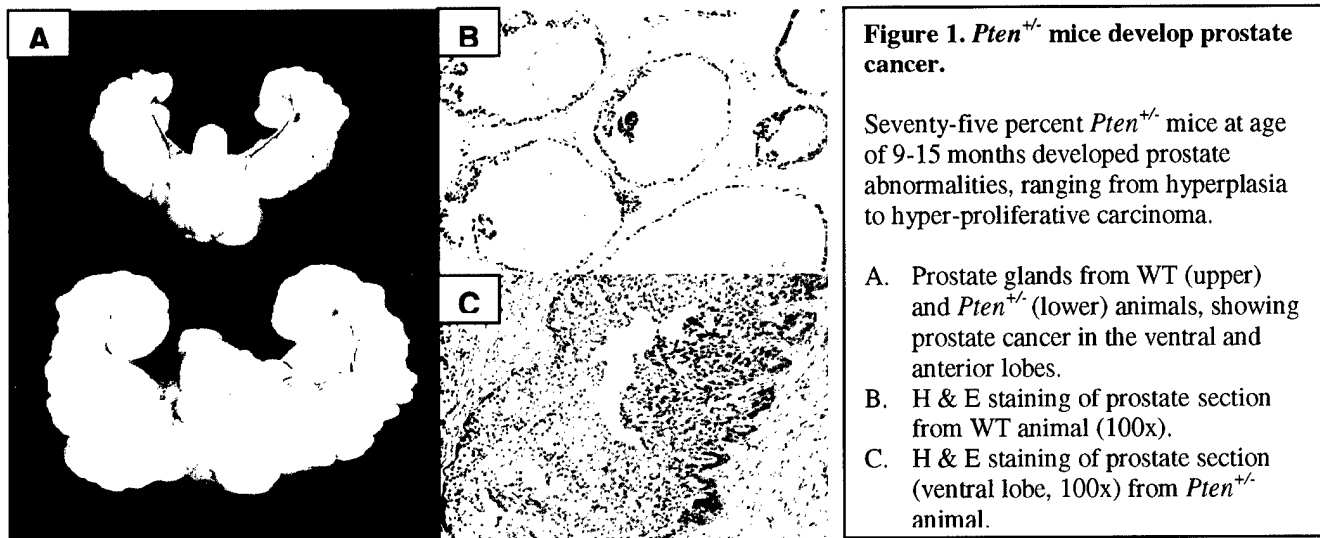 A
B
C
Figure 1. Pten+/- mice develop prostate
cancer.
Seventy-five percent Pten+/- mice at age
of 9-15 months developed prostate
abnormalities, ranging from hyperplasia
to hyper-proliferative carcinoma.
A. Prostate glands from WT (upper)
and Pten+/- (lower) animals, showing
prostate cancer in the ventral and
anterior lobes.
B. H & E staining of prostate section
from WT animal (100x).
C. H & E staining of prostate section
(ventral lobe, 100x) from Pten+/-
animal.